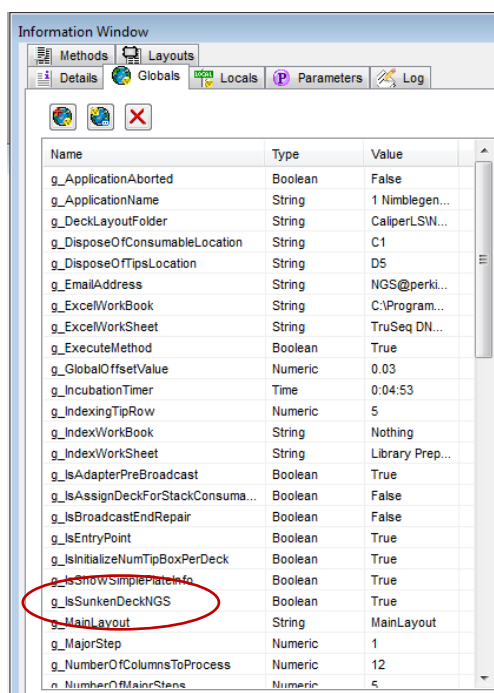 Information Window
Methods Layouts
Details Globals LOCAL Locals P Parameters Log
Name Type Value
g_ApplicationAborted Boolean False
g_ApplicationName String 1 Nimblegen...
g_DeckLayoutFolder String CaliperLS\N...
g_DisposeOfConsumableLocation String C1
g_DisposeOfTipsLocation String D5
g_EmailAddress String NGS@perki...
g_ExcelWorkBook String C:\Program...
g_ExcelWorkSheet String TruSeq DN...
g_ExecuteMethod Boolean True
g_GlobalOffsetValue Numeric 0.03
g_IncubationTimer Time 0:04:53
g_IndexingTipRow Numeric 5
g_IndexWorkBook String Nothing
g_IndexWorkSheet String Library Prep...
g_IsAdapterPreBroadcast Boolean True
g_IsAssignDeckForStackConsuma... Boolean False
g_IsBroadcastEndRepair Boolean False
g_IsEntryPoint Boolean True
g_IsInitializeNumTipBoxPerDeck Boolean True
g_IsShowSimplePlateInfo Boolean True
g_IsSunkenDeckNGS Boolean True
g_MainLayout String MainLayout
g_MajorStep Numeric 1
g_NumberOfColumnsToProcess Numeric 12
g_NumberOfMajorSteps Numeric 5